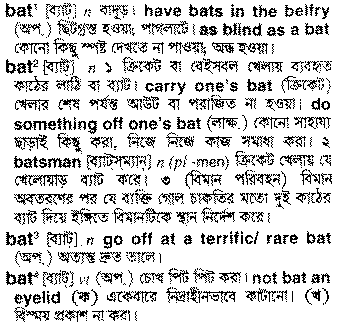 bat¹ [ব্যাট্] n বাদুড়। have bats in the belfry
(অপ.) ছিটগ্রস্ত হওয়া, পাগলাটে। as blind as a bat
কোনো কিছু স্পষ্ট দেখতে না পাওয়া, অন্ধ হওয়া।
bat² [ব্যাট্] n ১ ক্রিকেট বা বেইসবল খেলায় ব্যবহৃত
কাঠের লাঠি বা ব্যাট। carry one's bat (ক্রিকেট)
খেলার শেষ পর্যন্ত আউট বা পরাজিত না হওয়া। do
something off one's bat (লাক্ষ.) কোনো সাহায্য
ছাড়াই কিছু করা, নিজে নিজে কাজ সমাধা করা। ২
batsman [ব্যাট্সম্যান্] n (pl -men) ক্রিকেট খেলায় যে
খেলোয়াড় ব্যাট করে। ৩ (বিমান পরিবহন) বিমান
অবতরণের পর যে ব্যক্তি গোল চাকতির মতো দুই কাঠের
ব্যাট দিয়ে ইঙ্গিতে বিমানটিকে স্থান নির্দেশ করে।
bat³ [ব্যাট্] n go off at a terrific/ rare bat
(অপ.) অত্যন্ত দ্রুত তালে।
bat⁴ [ব্যাট্] vt (অপ.) চোখ পিট পিট করা। not bat an
eyelid (ক) একেবারে নিদ্রাহীনভাবে কাটানো। (খ)
বিস্ময় প্রকাশ না করা।